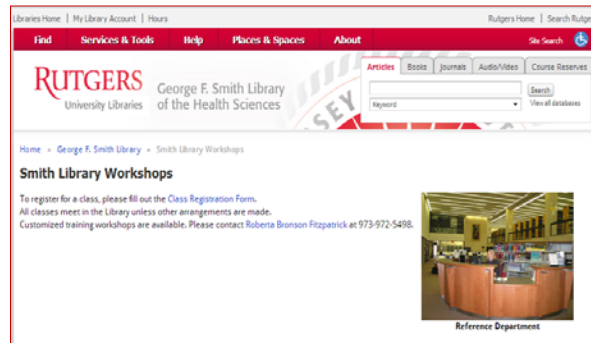 Libraries Home | My Library Account | Hours
Rutgers Home | Search Rutge
Find Services & Tools Help Places & Spaces About
Site Search
RUTGERS
University Libraries
George F. Smith Library
of the Health Sciences
Articles Books Journals Audio/Video Course Reserves
Search
Keyword
View all databases
Home » George F. Smith Library » Smith Library Workshops
Smith Library Workshops
To register for a class, please fill out the Class Registration Form.
All classes meet in the Library unless other arrangements are made.
Customized training workshops are available. Please contact Roberta Bronson Fitzpatrick at 973-972-5498.
Reference Department